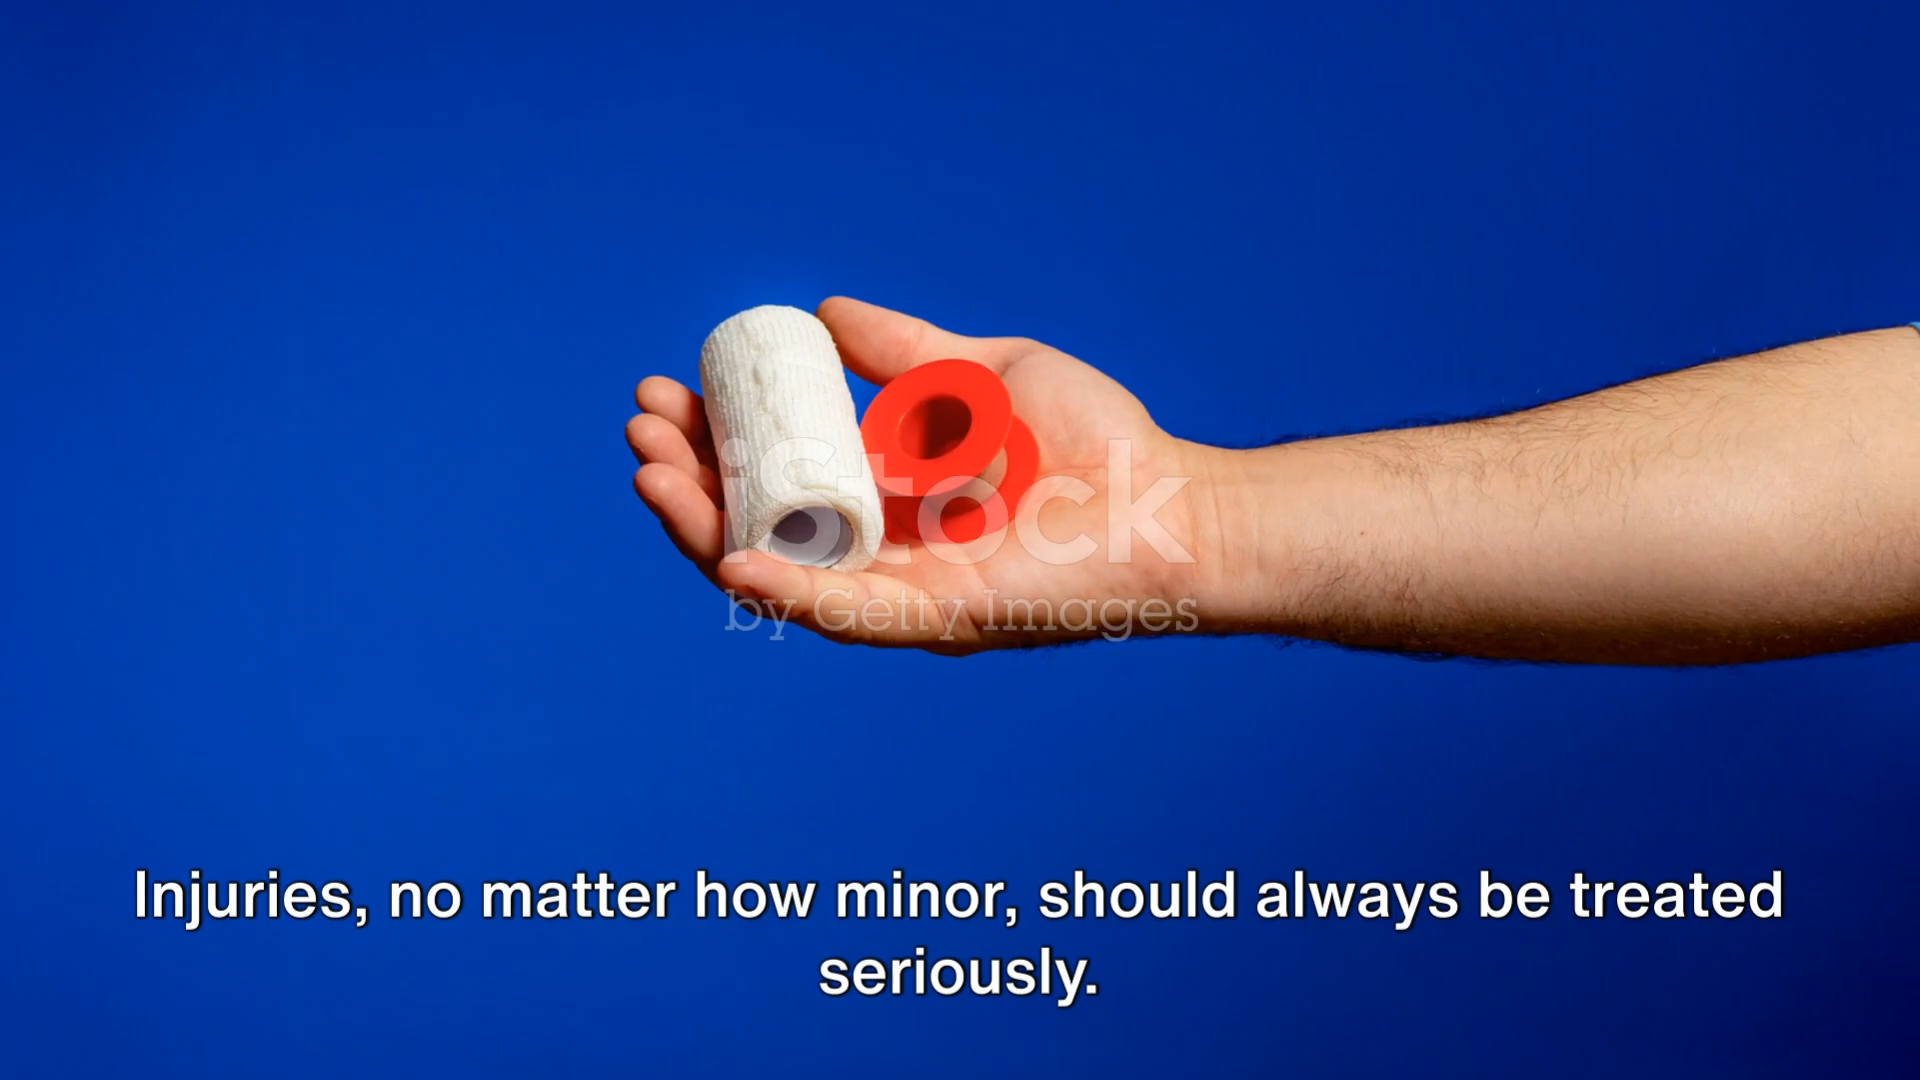 iStock
by Getty Images
Injuries, no matter how minor, should always be treated
seriously.